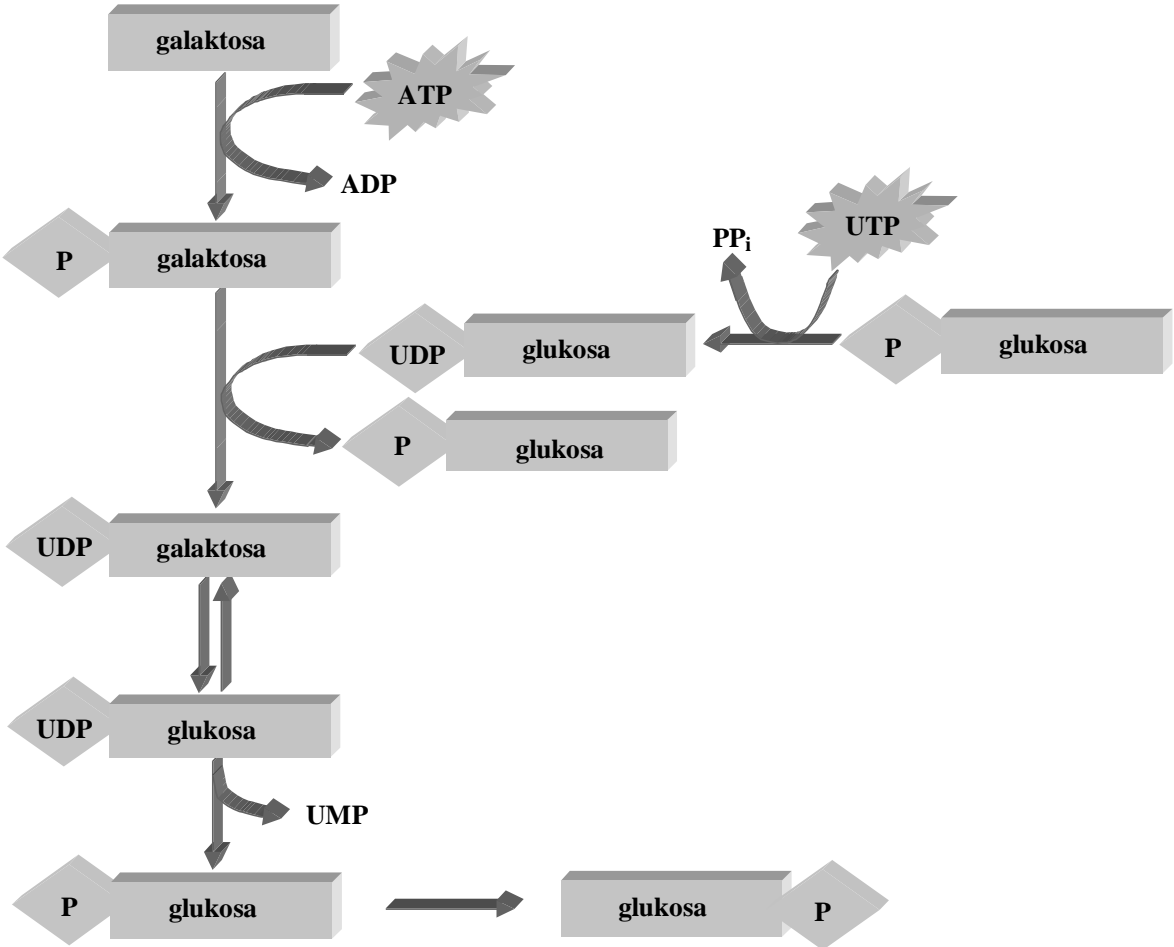 galaktosa
ATP
ADP
P galaktosa
UTP
PPi
UDP glukosa
P glukosa
P glukosa
UDP galaktosa
UDP glukosa
UMP
P glukosa
glukosa P